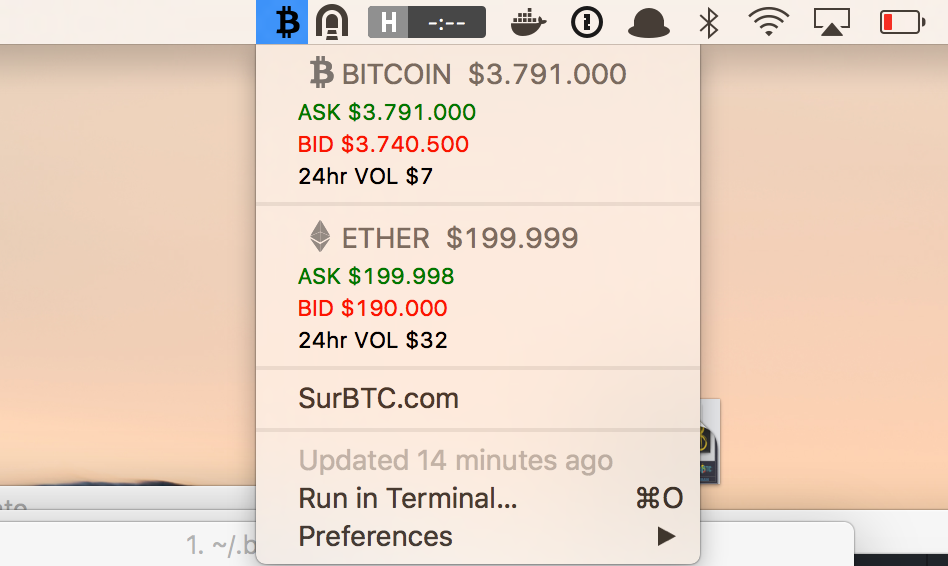 H -:--
BITCOIN $3.791.000
ASK $3.791.000
BID $3.740.500
24hr VOL $7
ETHER $199.999
ASK $199.998
BID $190.000
24hr VOL $32
SurBTC.com
Updated 14 minutes ago
Run in Terminal... ⌘O
Preferences
1. ~/.b